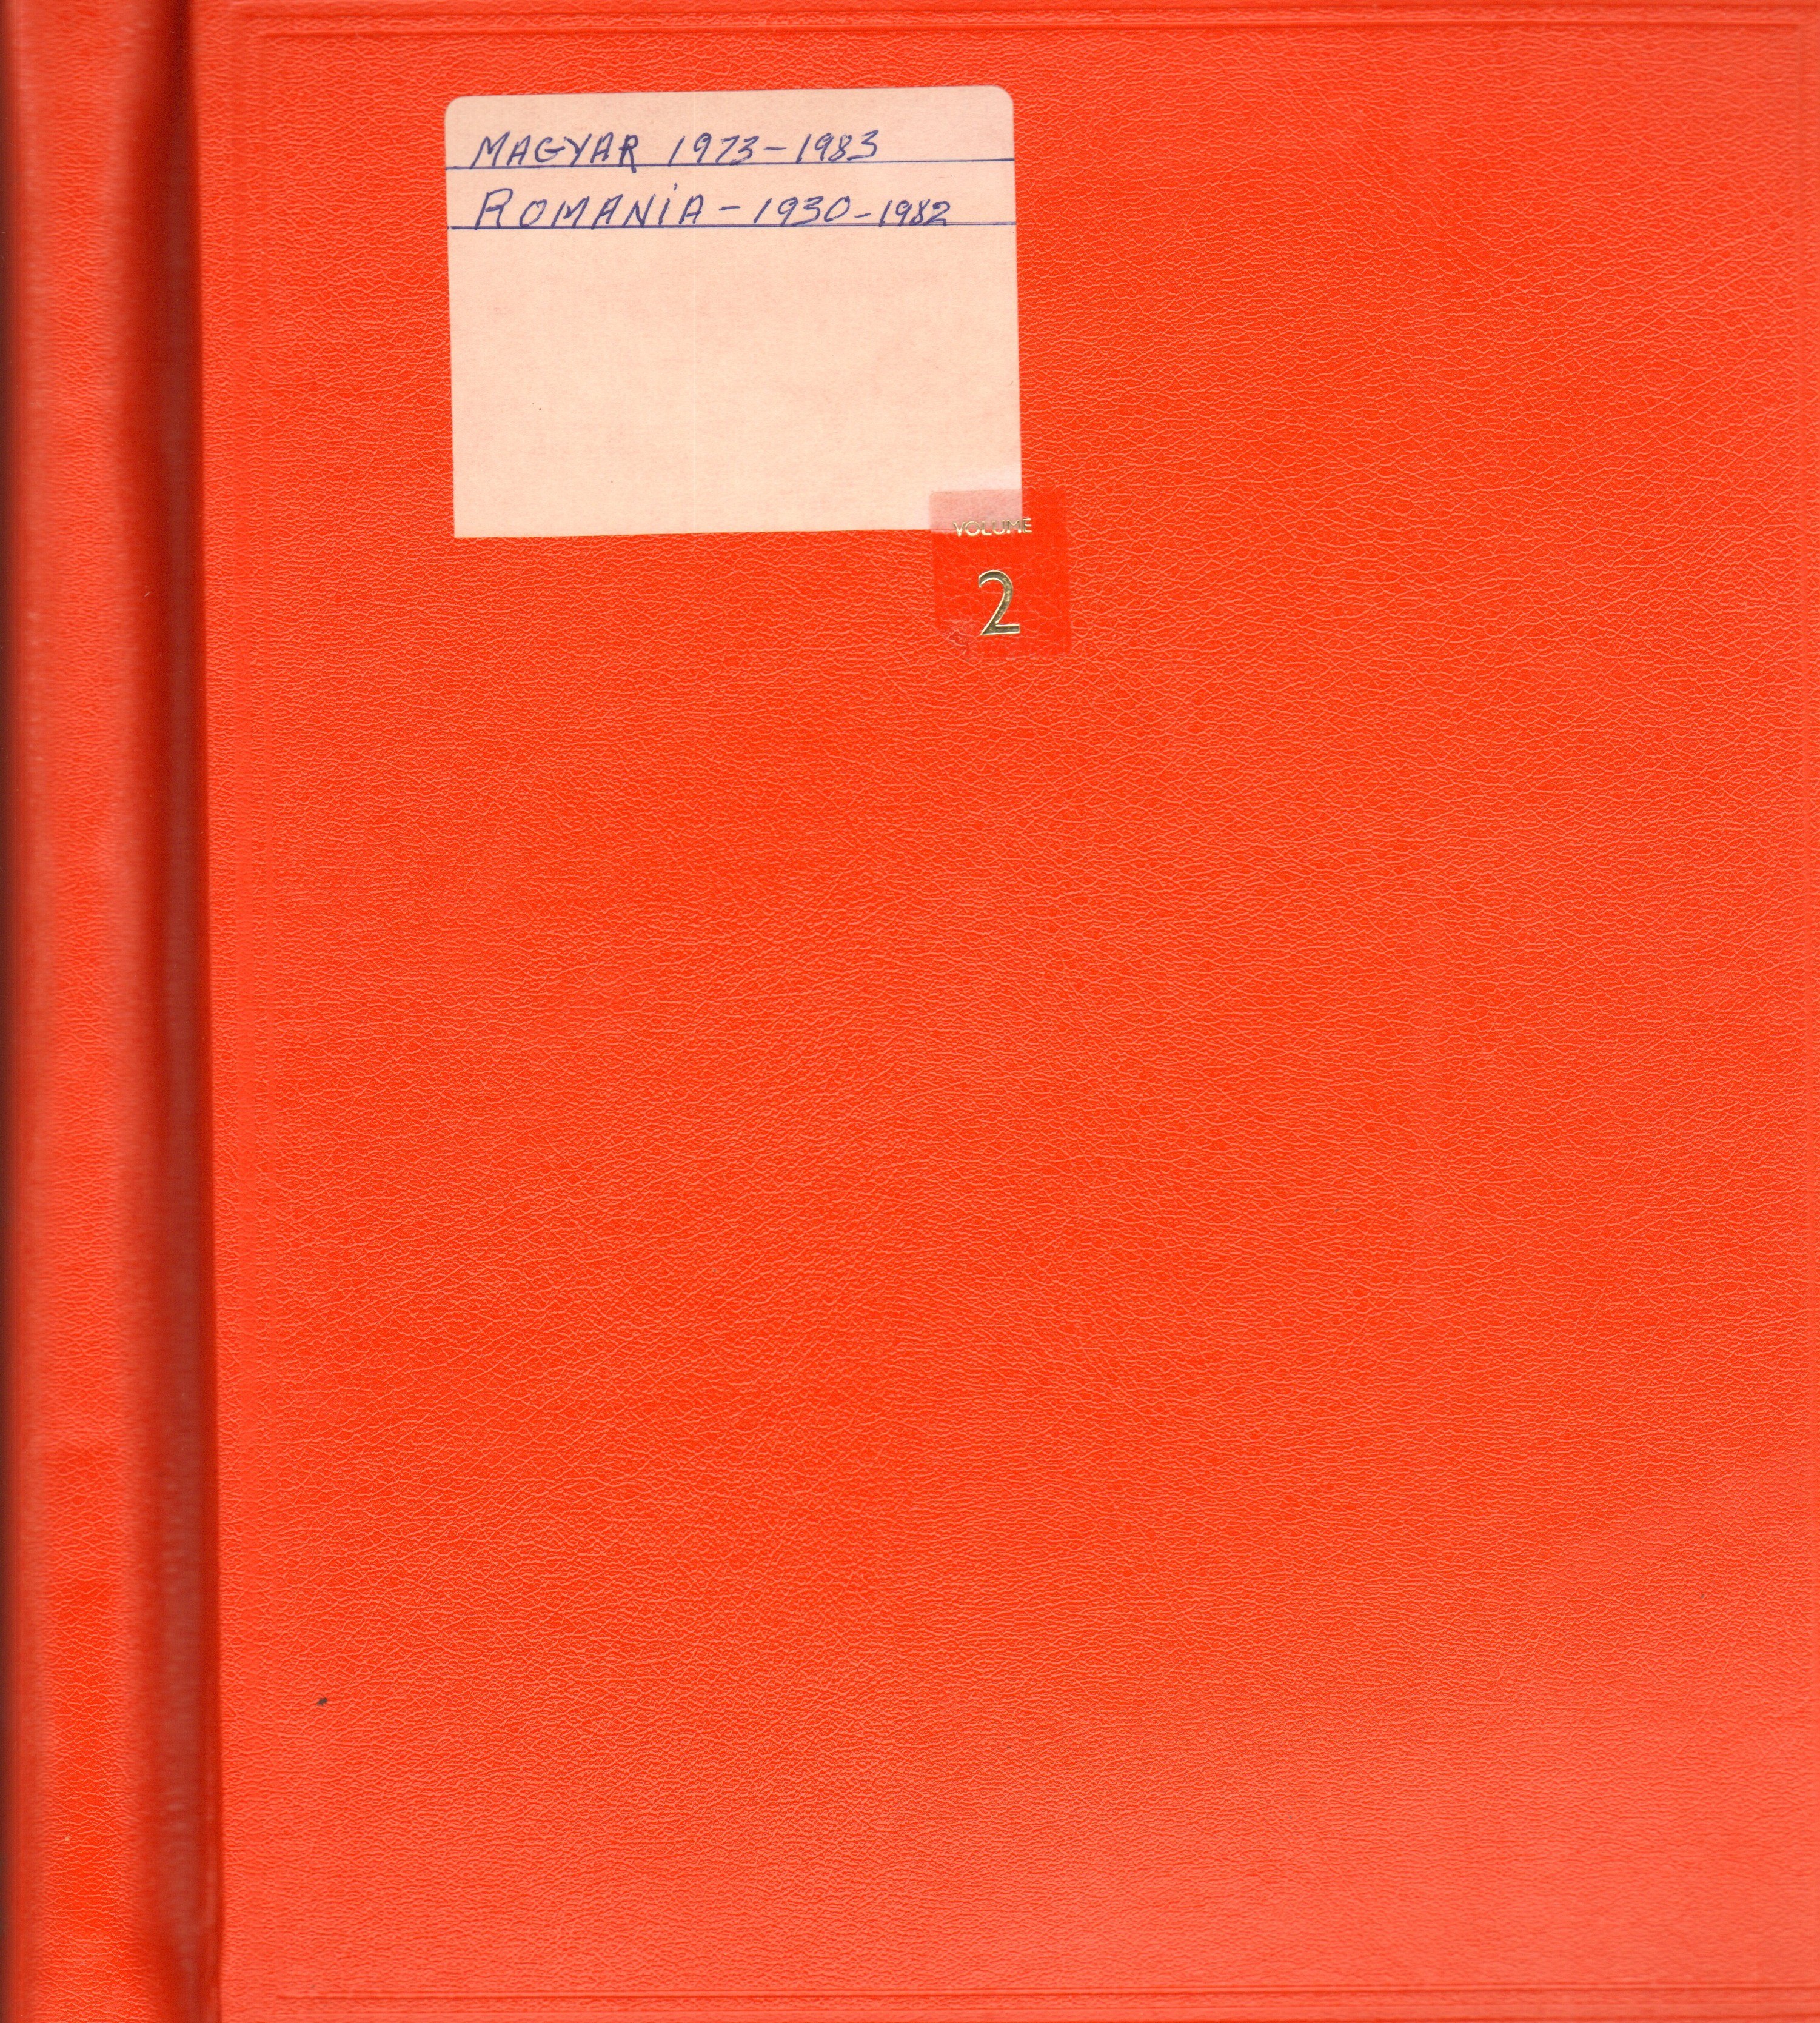 MAGYAR 1973-1983
ROMANIA - 1930-1982
VOLUME
2